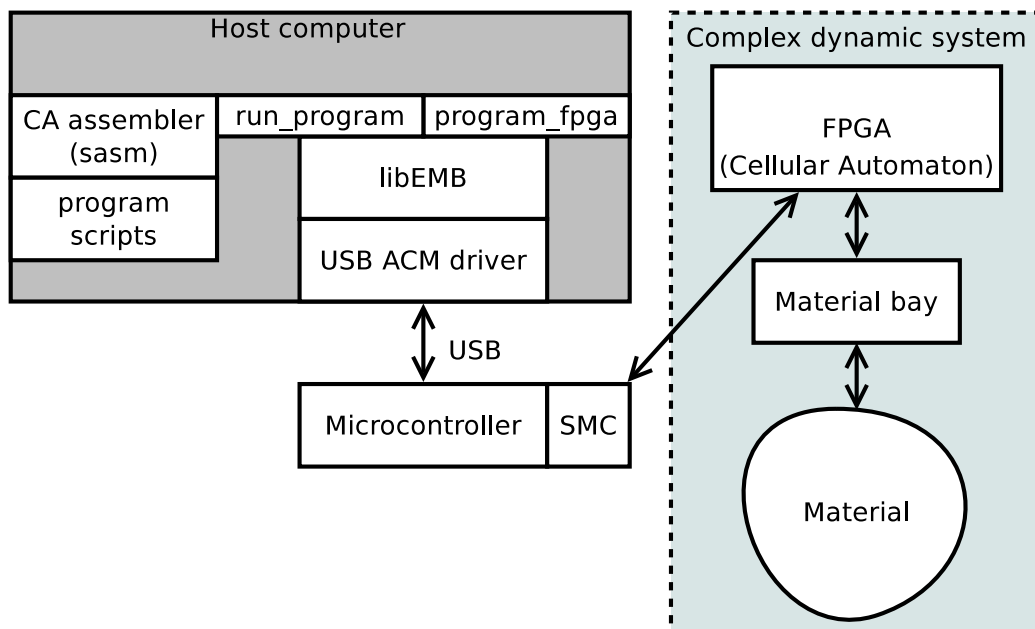 Host computer
CA assembler
(sasm)
run_program
program_fpga
program
scripts
libEMB
USB ACM driver
USB
Microcontroller
SMC
Complex dynamic system
FPGA
(Cellular Automaton)
Material bay
Material